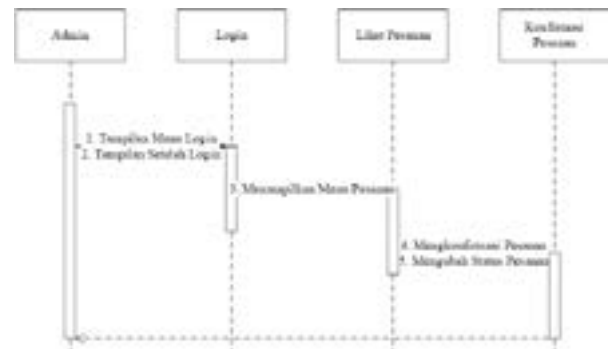 Admin
Login
Lihat Pesanan
Konfirmasi
Pesanan
1. Tampilan Menu Login
2. Tampilan Setelah Login
3. Menampilkan Menu Pesanan
4. Mengkonfirmasi Pesanan
5. Mengubah Status Pesanan